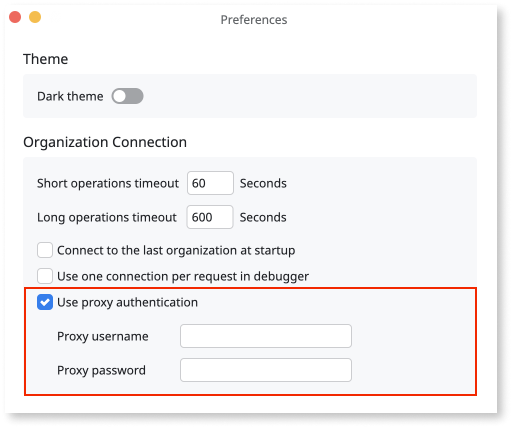 Preferences
Theme
Dark theme
Organization Connection
Short operations timeout 60 Seconds
Long operations timeout 600 Seconds
Connect to the last organization at startup
Use one connection per request in debugger
Use proxy authentication
Proxy username
Proxy password